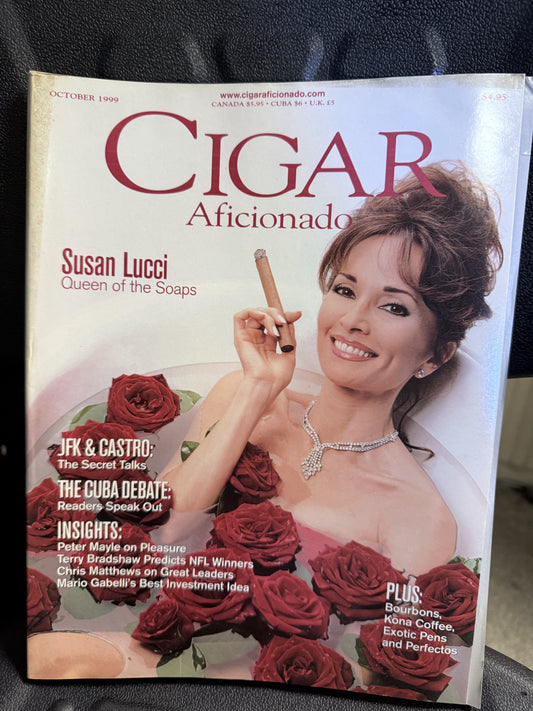 OCTOBER 1999
www.cigaraficionado.com
CANADA $5.95 • CUBA $6 • U.K. £5
$4.95
CIGAR
Aficionado
Susan Lucci
Queen of the Soaps
JFK & CASTRO:
The Secret Talks
THE CUBA DEBATE:
Readers Speak Out
INSIGHTS:
Peter Mayle on Pleasure
Terry Bradshaw Predicts NFL Winners
Chris Matthews on Great Leaders
Mario Gabelli's Best Investment Idea
PLUS:
Bourbons,
Kona Coffee,
Exotic Pens
and Perfectos